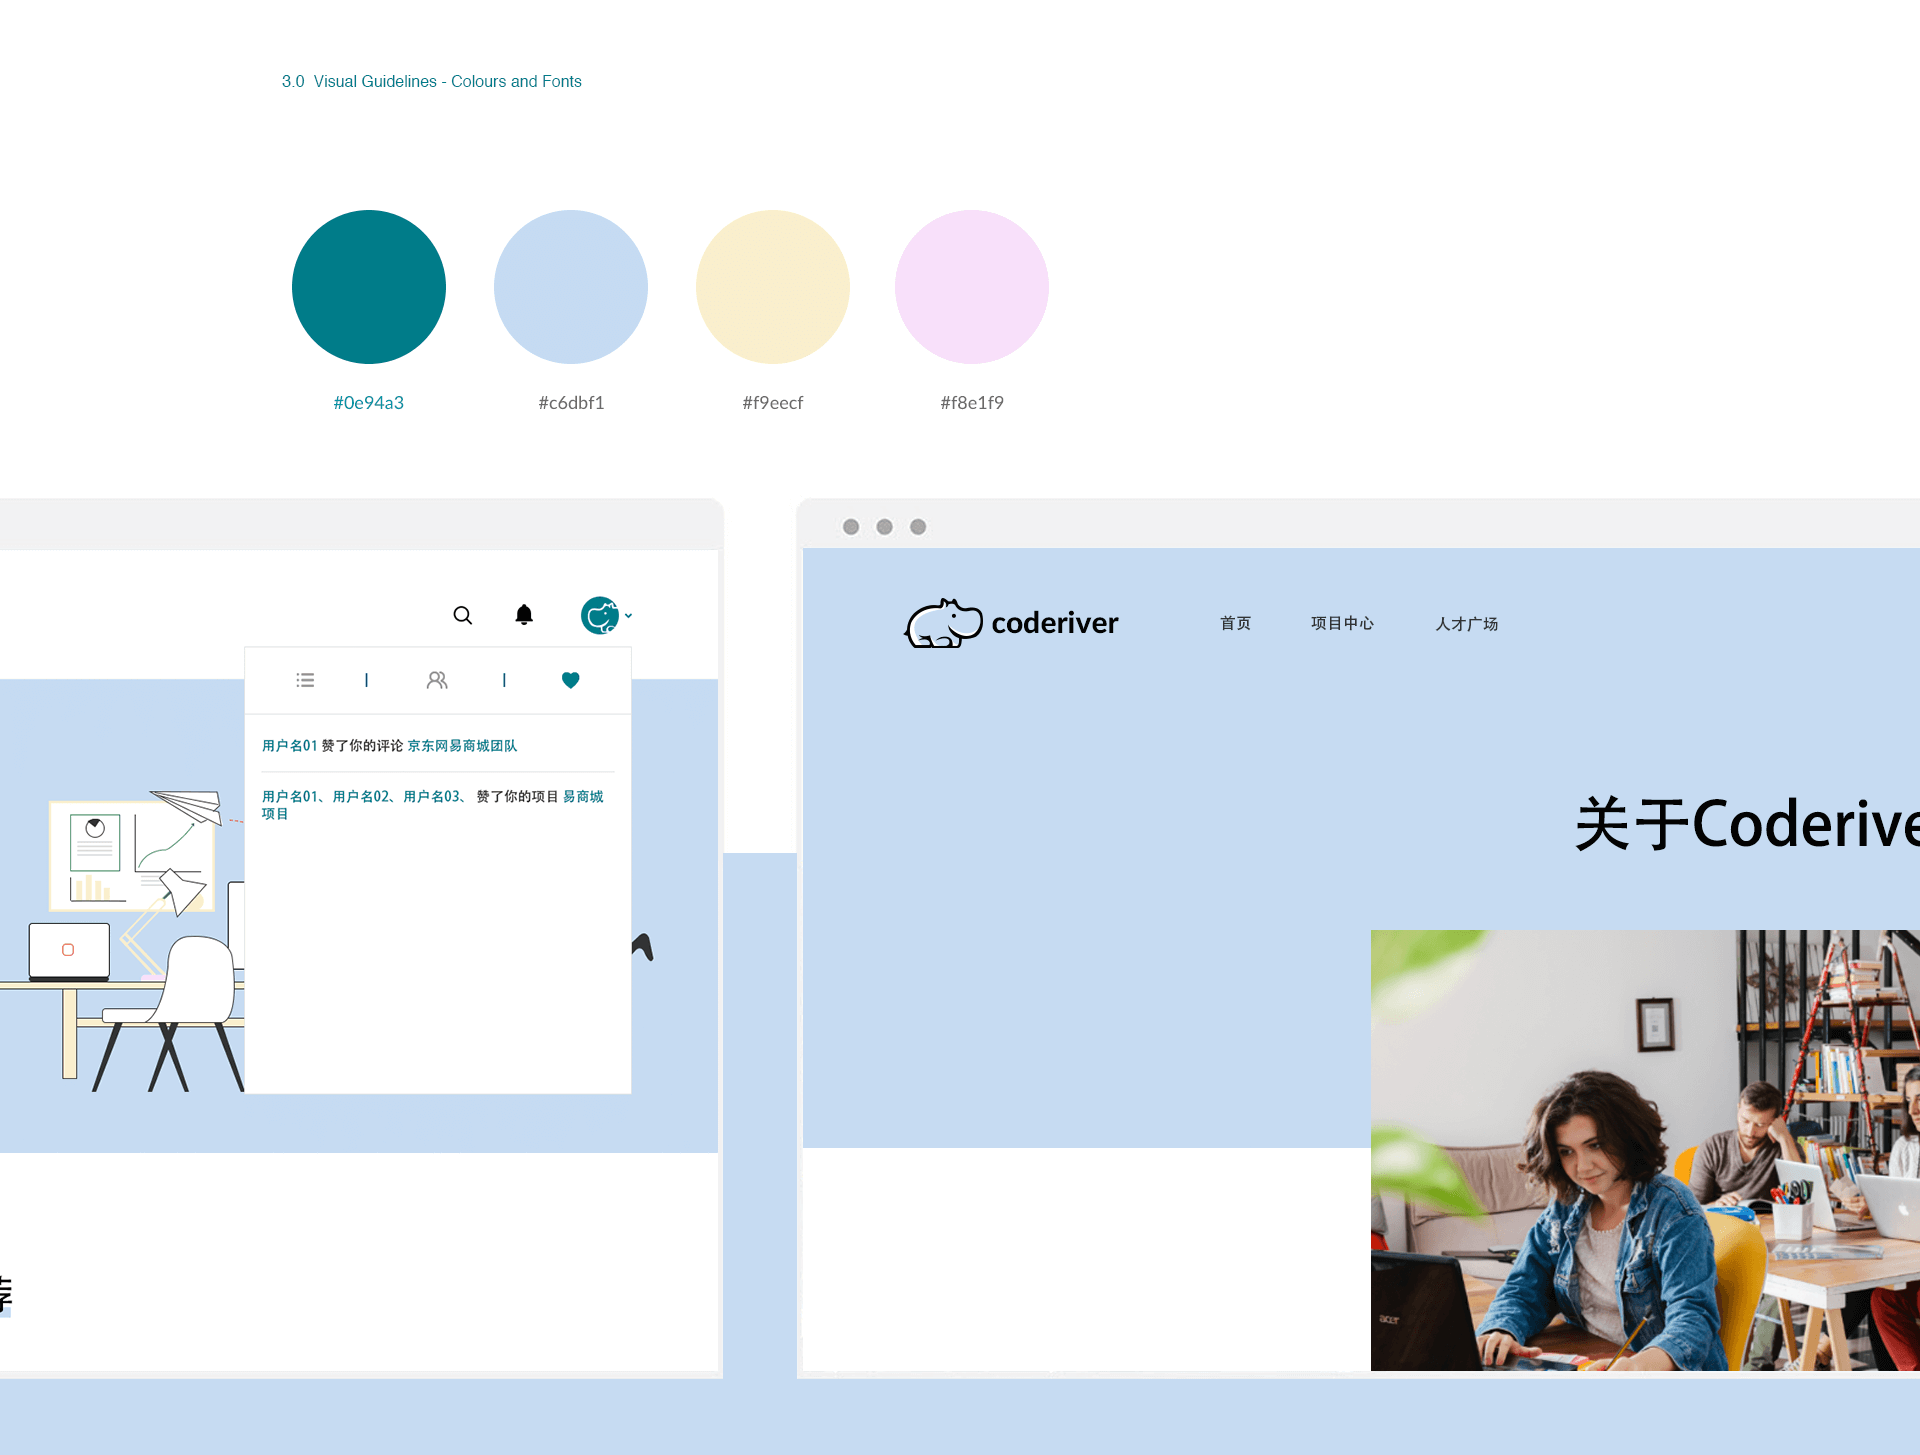 3.0 Visual Guidelines - Colours and Fonts
#0e94a3
#c6dbf1
#f9eecf
#f8e1f9
用户名01 赞了你的评论 京东网易商城团队
用户名01、用户名02、用户名03、 赞了你的项目 易商城
项目
荐
coderiver
首页
项目中心
人才广场
关于Coderive
acer